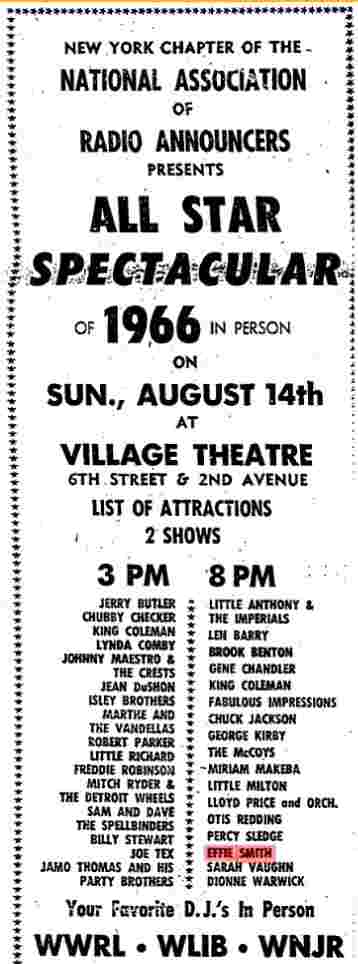 NEW YORK CHAPTER OF THE
NATIONAL ASSOCIATION
OF
RADIO ANNOUNCERS
PRESENTS
ALL STAR
SPECTACULAR
OF 1966 IN PERSON
ON
SUN., AUGUST 14th
AT
VILLAGE THEATRE
6TH STREET & 2ND AVENUE
LIST OF ATTRACTIONS
2 SHOWS
3 PM
JERRY BUTLER
CHUBBY CHECKER
KING COLEMAN
LYNDA COMBY
JOHNNY MAESTRO &
THE CRESTS
JEAN DuSHON
ISLEY BROTHERS
MARTHE AND
THE VANDELLAS
ROBERT PARKER
LITTLE RICHARD
FREDDIE ROBINSON
MITCH RYDER &
THE DETROIT WHEELS
SAM AND DAVE
THE SPELLBINDERS
BILLY STEWART
JOE TEX
JAMO THOMAS AND HIS
PARTY BROTHERS
8 PM
LITTLE ANTHONY &
THE IMPERIALS
LEN BARRY
BROOK BENTON
GENE CHANDLER
KING COLEMAN
FABULOUS IMPRESSIONS
CHUCK JACKSON
GEORGE KIRBY
THE McCOYS
MIRIAM MAKEBA
LITTLE MILTON
LLOYD PRICE and ORCH.
OTIS REDDING
PERCY SLEDGE
EFFIE SMITH
SARAH VAUGHN
DIONNE WARWICK
Your Favorite D.J.'s In Person
WWRL • WLIB • WNJR